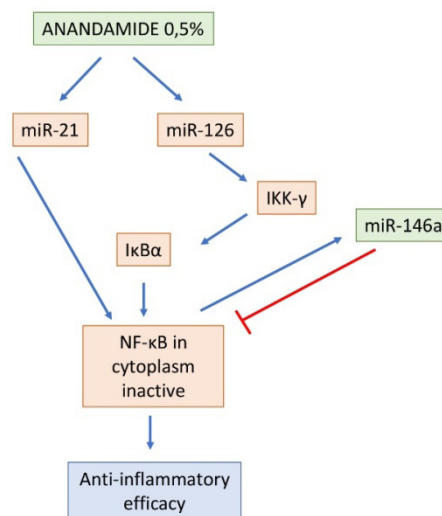 ANANDAMIDE 0,5%
miR-21
miR-126
IKK-γ
miR-146a
IκBα
NF-κB in
cytoplasm
inactive
Anti-inflammatory
efficacy